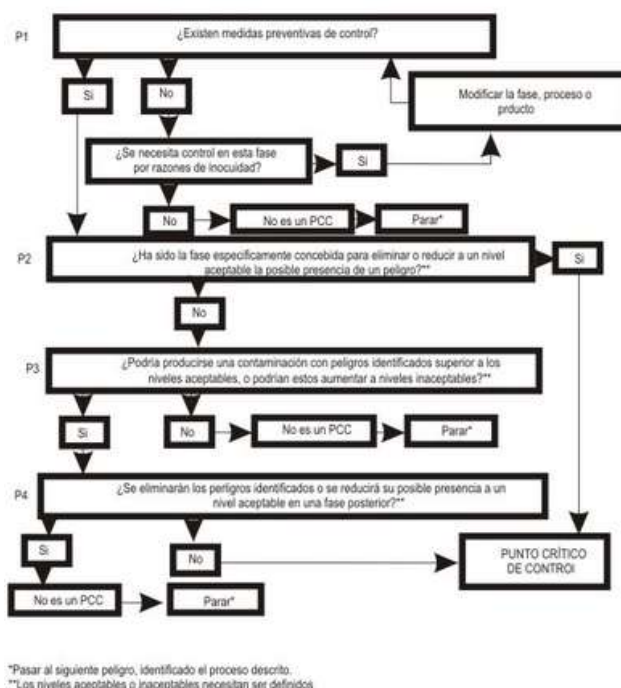 P1
¿Existen medidas preventivas de control?
Si
No
Modificar la fase, proceso o
prducto
¿Se necesita control en esta fase
por razones de inocuidad?
Si
No
No es un PCC
Parar*
P2
¿Ha sido la fase especificamente concebida para eliminar o reducir a un nivel
aceptable la posible presencia de un peligro?**
Si
No
P3
¿Podria producirse una contaminación con peligros identificados superior a los
niveles aceptables, o podrian estos aumentar a niveles inaceptables?**
Si
No
No es un PCC
Parar*
P4
¿Se eliminarán los perligros identificados o se reducirá su posible presencia a un
nivel aceptable en una fase posterior?**
Si
No
PUNTO CRÍTICO
DE CONTROl
No es un PCC
Parar*
*Pasar al siguiente peligro, identificado el proceso descrito.
**Los niveles aceptables o inaceptables necesitan ser definidos